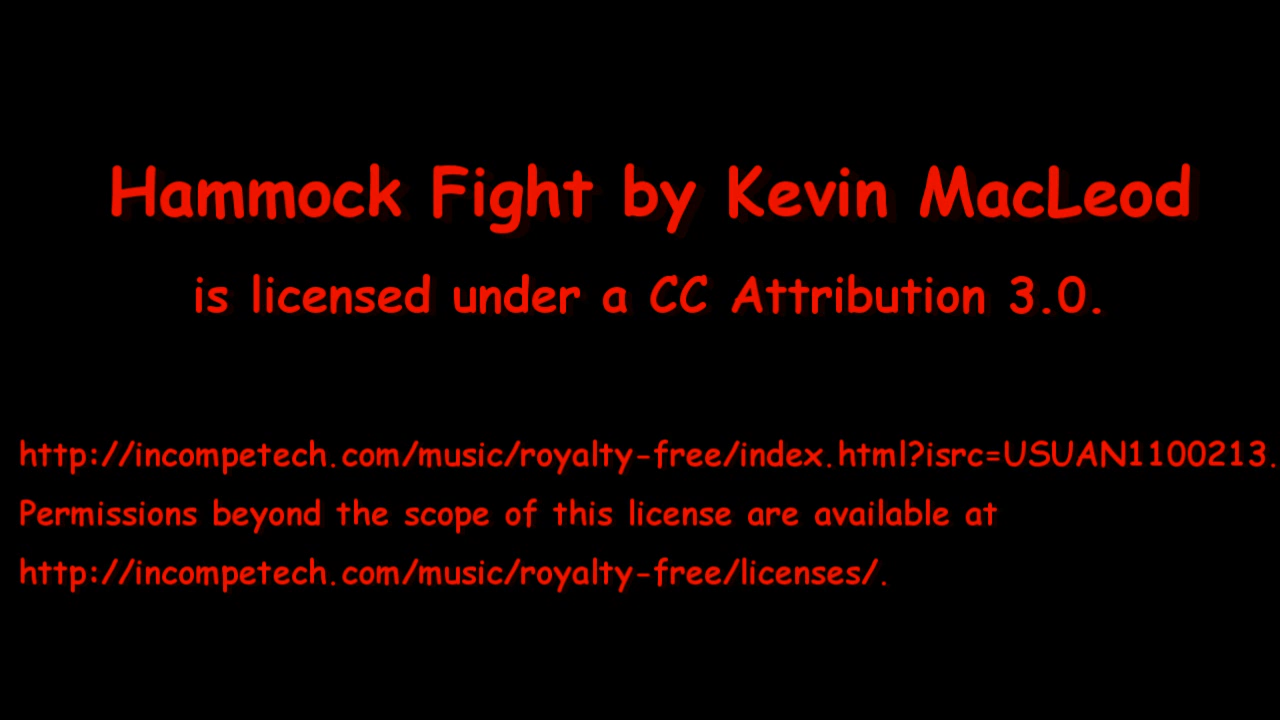 Hammock Fight by Kevin MacLeod
is licensed under a CC Attribution 3.0.
http://incompetech.com/music/royalty-free/index.html?isrc=USUAN1100213.
Permissions beyond the scope of this license are available at
http://incompetech.com/music/royalty-free/licenses/.